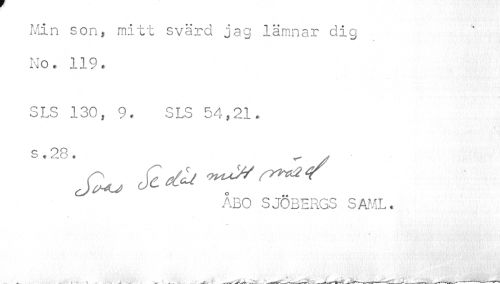 Min son, mitt svärd jag lämnar dig
No. 119.
SLS 130, 9. SLS 54,21.
s.28.
Svas Se där mitt svärd
ÅBO SJÖBERGS SAML.